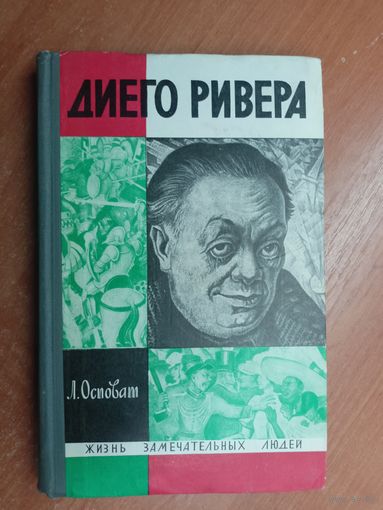 ДИЕГО РИВЕРА
Л. Осповат
ЖИЗНЬ ЗАМЕЧАТЕЛЬНЫХ ЛЮДЕЙ